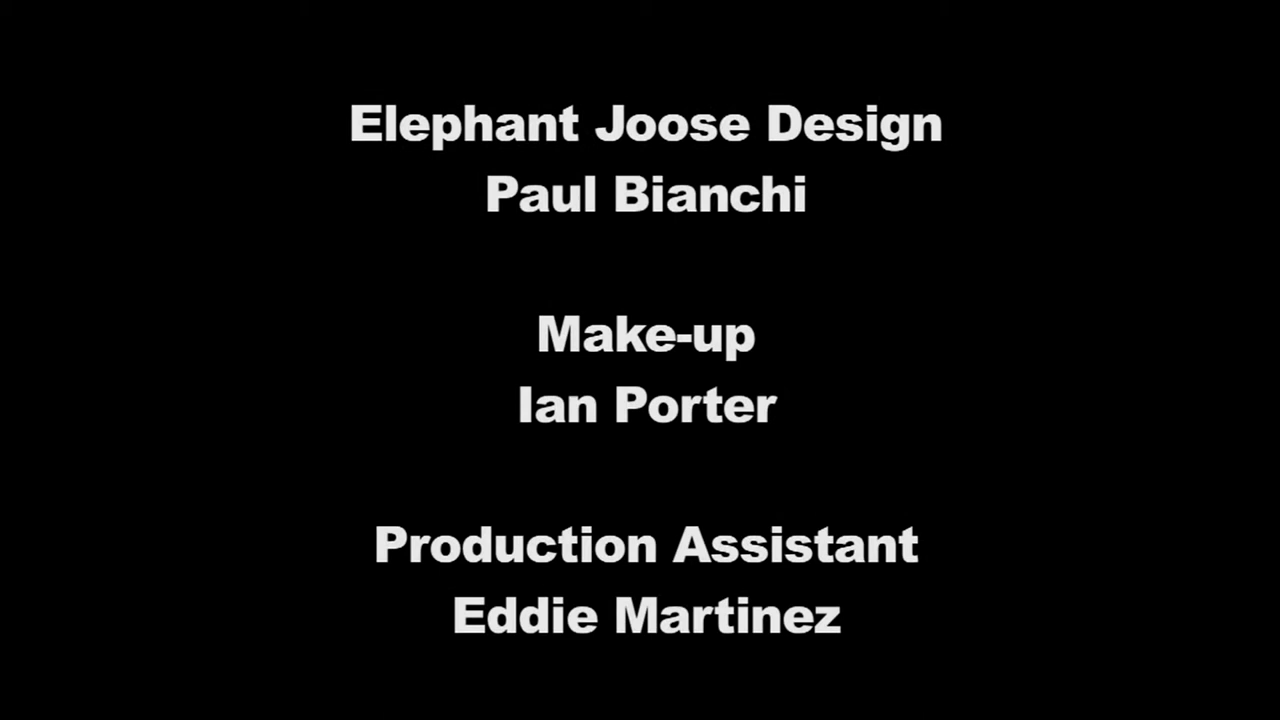 Elephant Joose Design
Paul Bianchi
Make-up
Ian Porter
Production Assistant
Eddie Martinez